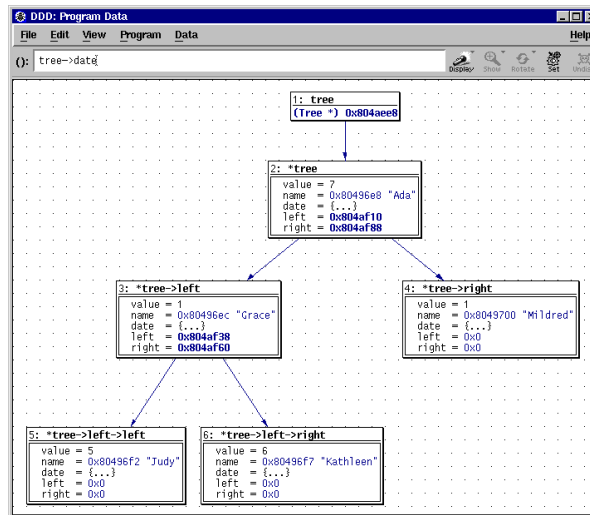 DDD: Program Data
File Edit View Program Data Help
(): tree->date
Display Show Rotate Set Undisp
1: tree
(Tree *) 0x804aee8
2: *tree
value = 7
name = 0x80496e8 "Ada"
date = {...}
left = 0x804af10
right = 0x804af88
3: *tree->left
value = 1
name = 0x80496ec "Grace"
date = {...}
left = 0x804af38
right = 0x804af60
4: *tree->right
value = 1
name = 0x8049700 "Mildred"
date = {...}
left = 0x0
right = 0x0
5: *tree->left->left
value = 5
name = 0x80496f2 "Judy"
date = {...}
left = 0x0
right = 0x0
6: *tree->left->right
value = 6
name = 0x80496f7 "Kathleen"
date = {...}
left = 0x0
right = 0x0